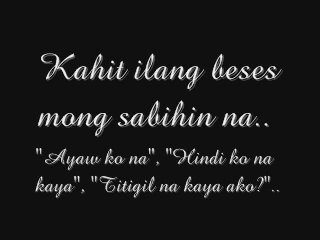 Kahit ilang beses
mong sabihin na..
"Ayaw ko na", "Hindi ko na
kaya", "Titigil na kaya ako?"..